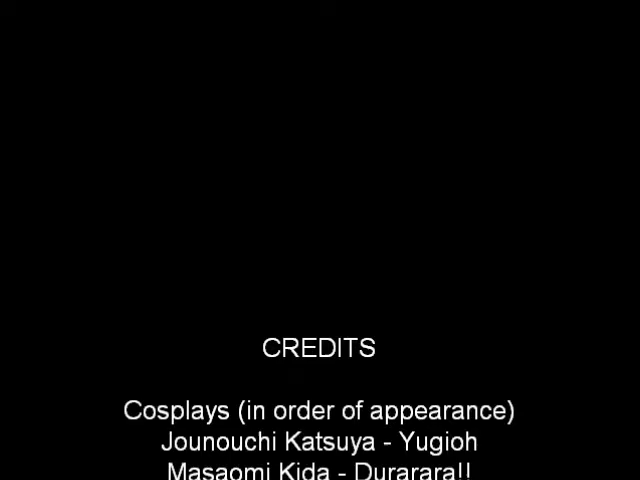 CREDITS
Cosplays (in order of appearance)
Jounouchi Katsuya - Yugioh
Masaomi Kida - Durarara!!